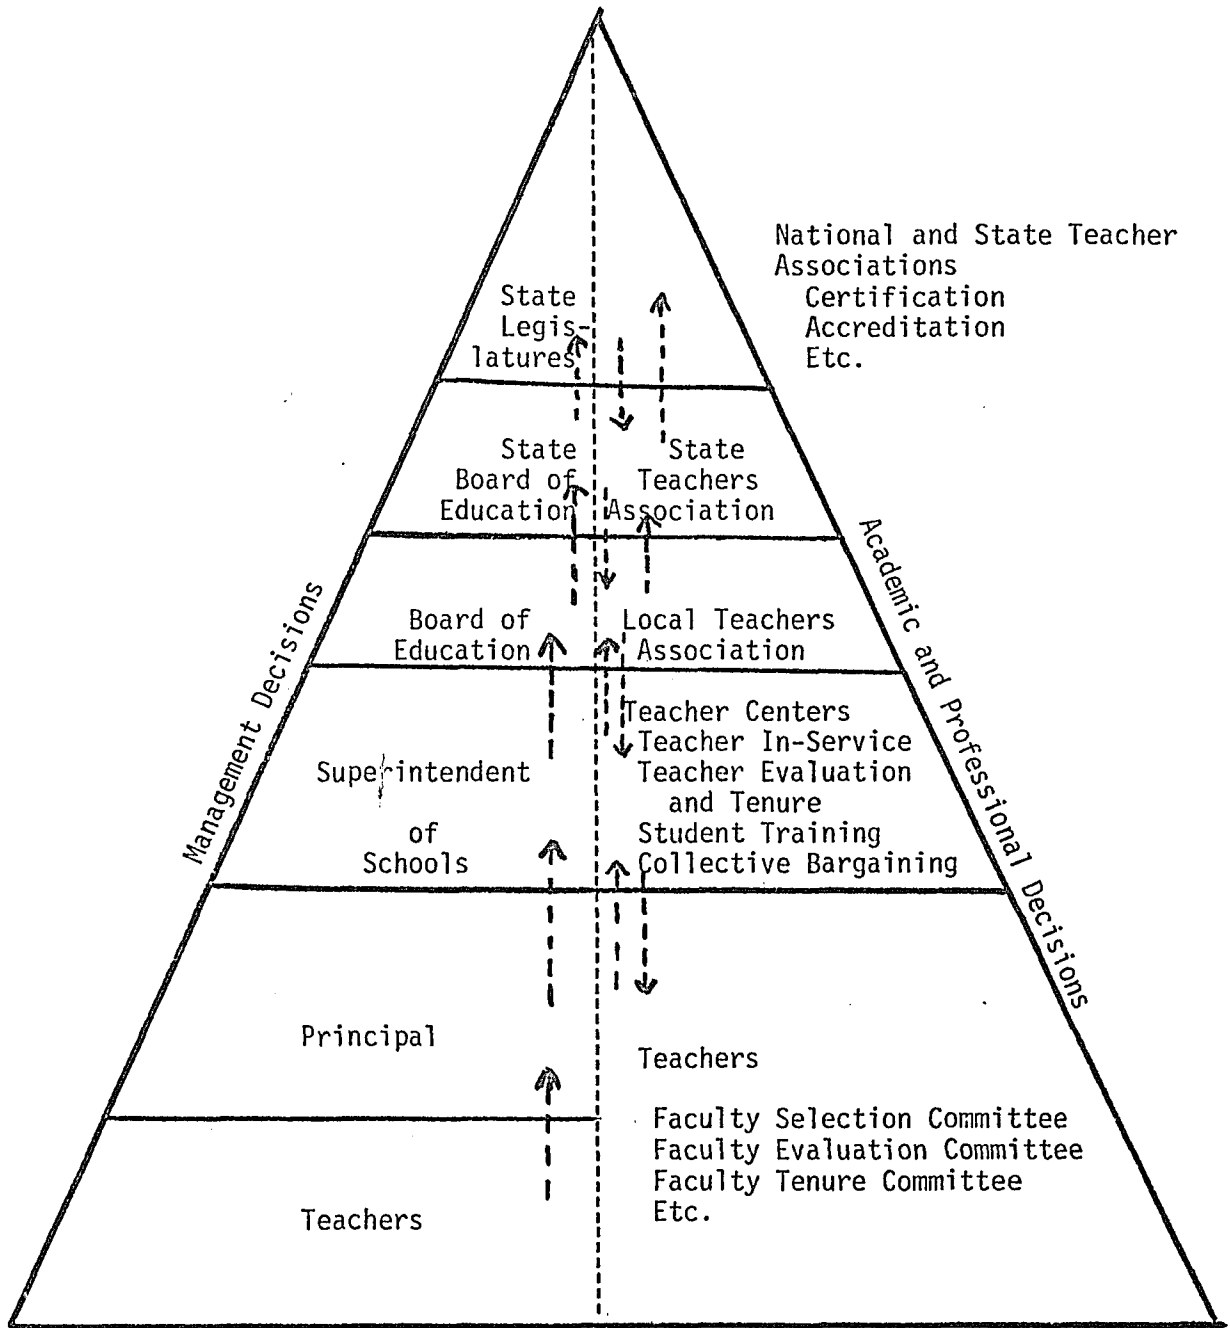 National and State Teacher
Associations
Certification
Accreditation
Etc.
State
Legis-
latures
State
Board of
Education
State
Teachers
Association
Board of
Education
Local Teachers
Association
Management Decisions
Academic and Professional Decisions
Superintendent
of
Schools
Teacher Centers
Teacher In-Service
Teacher Evaluation
and Tenure
Student Training
Collective Bargaining
Principal
Teachers
Teachers
Faculty Selection Committee
Faculty Evaluation Committee
Faculty Tenure Committee
Etc.